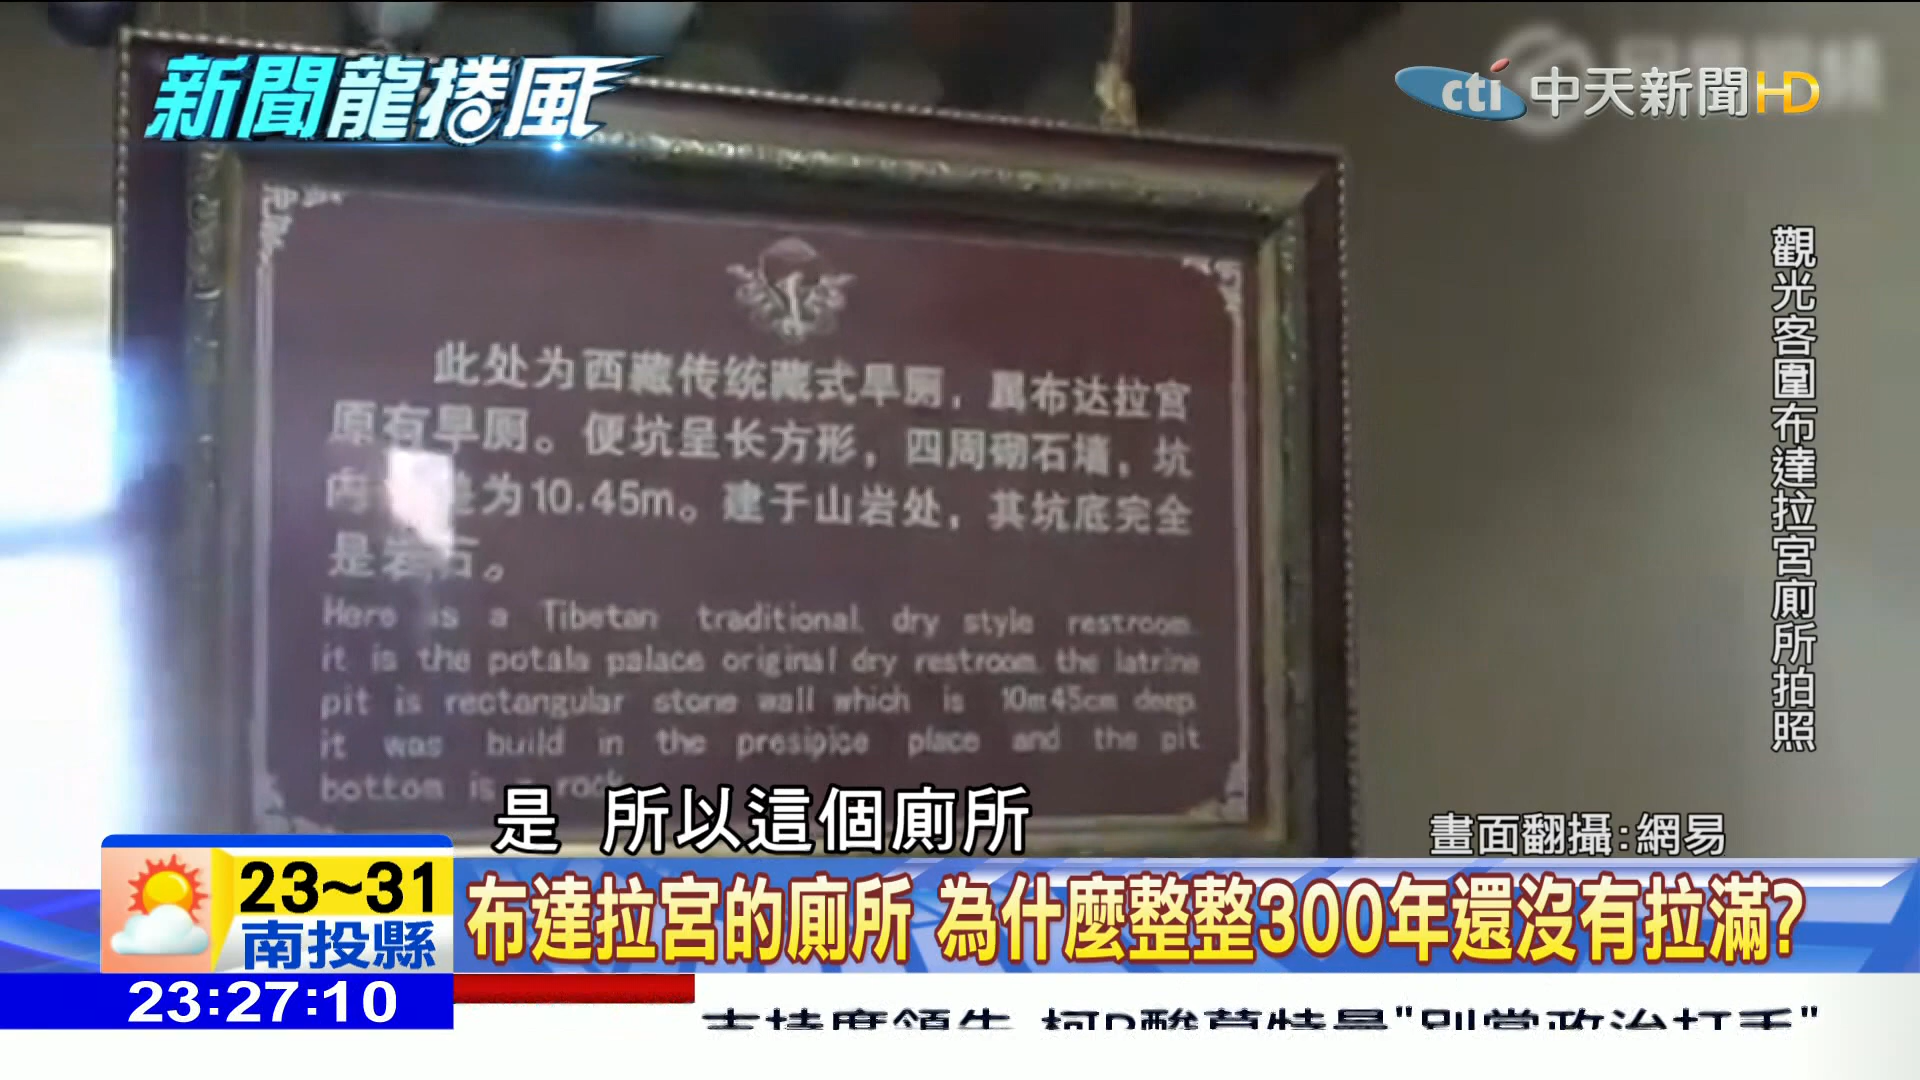 新聞龍捲風
cti 中天新聞HD
觀光客圍布達拉宮廁所拍照
此处为西藏传统藏式旱厕，属布达拉宫
原有旱厕。便坑呈长方形，四周砌石墙，坑
内 差为10.45m。建于山岩处，其坑底完全
是岩石。
Here is a Tibetan traditional dry style restroom.
it is the potala palace original dry restroom. the latrine
pit is rectangular stone wall which is 10m45cm deep.
it was build in the presipice place and the pit
bottom is a rock
是 所以這個廁所
畫面翻攝:網易
23~31
南投縣
布達拉宮的廁所 為什麼整整300年還沒有拉滿?
23:27:10